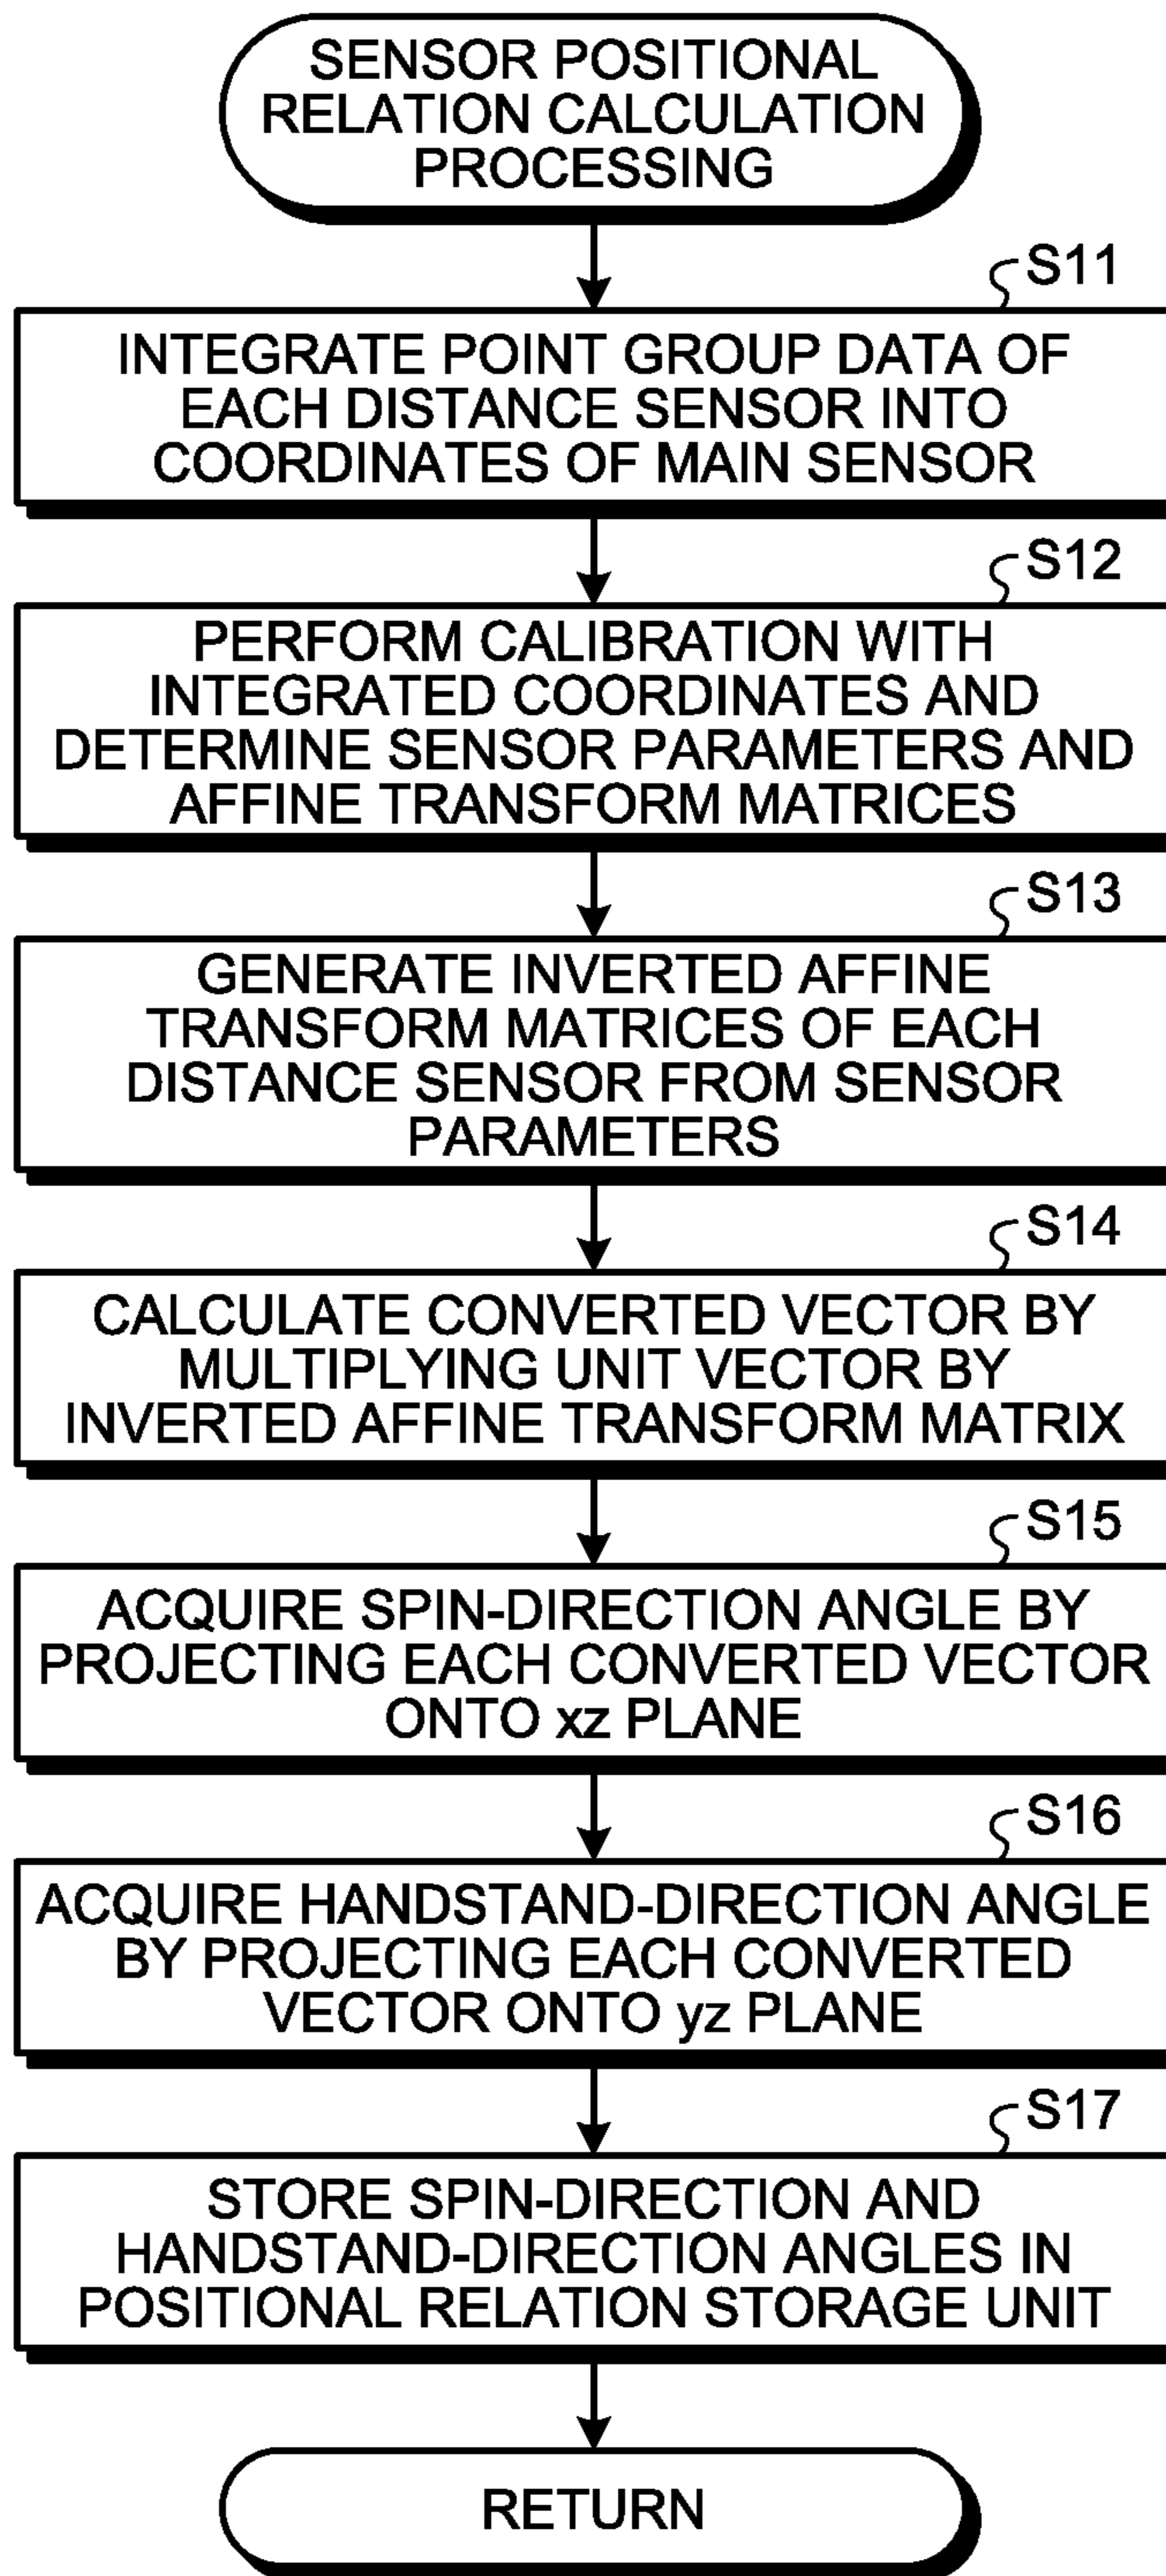 SENSOR POSITIONAL
RELATION CALCULATION
PROCESSING
S11
INTEGRATE POINT GROUP DATA OF
EACH DISTANCE SENSOR INTO
COORDINATES OF MAIN SENSOR
S12
PERFORM CALIBRATION WITH
INTEGRATED COORDINATES AND
DETERMINE SENSOR PARAMETERS AND
AFFINE TRANSFORM MATRICES
S13
GENERATE INVERTED AFFINE
TRANSFORM MATRICES OF EACH
DISTANCE SENSOR FROM SENSOR
PARAMETERS
S14
CALCULATE CONVERTED VECTOR BY
MULTIPLYING UNIT VECTOR BY
INVERTED AFFINE TRANSFORM MATRIX
S15
ACQUIRE SPIN-DIRECTION ANGLE BY
PROJECTING EACH CONVERTED VECTOR
ONTO xz PLANE
S16
ACQUIRE HANDSTAND-DIRECTION ANGLE
BY PROJECTING EACH CONVERTED
VECTOR ONTO yz PLANE
S17
STORE SPIN-DIRECTION AND
HANDSTAND-DIRECTION ANGLES IN
POSITIONAL RELATION STORAGE UNIT
RETURN